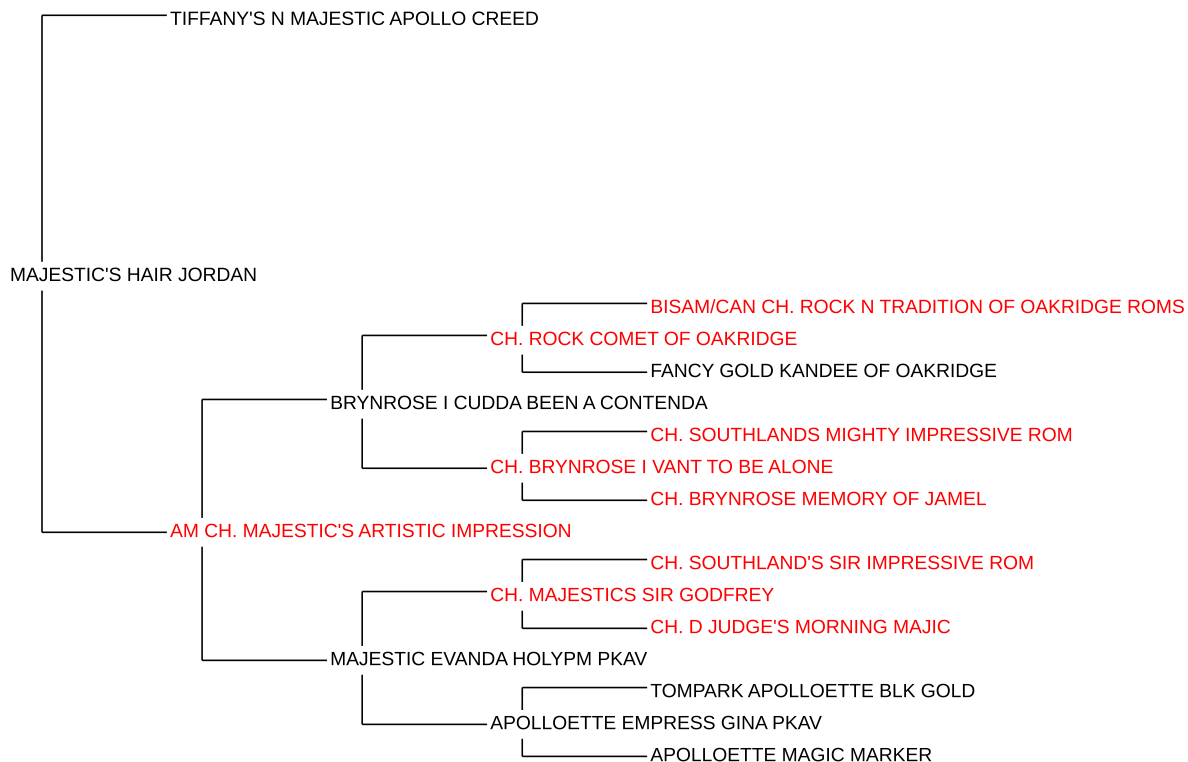 TIFFANY'S N MAJESTIC APOLLO CREED
MAJESTIC'S HAIR JORDAN
BISAM/CAN CH. ROCK N TRADITION OF OAKRIDGE ROMS
CH. ROCK COMET OF OAKRIDGE
FANCY GOLD KANDEE OF OAKRIDGE
BRYNROSE I CUDDA BEEN A CONTENDA
CH. SOUTHLANDS MIGHTY IMPRESSIVE ROM
CH. BRYNROSE I VANT TO BE ALONE
CH. BRYNROSE MEMORY OF JAMEL
AM CH. MAJESTIC'S ARTISTIC IMPRESSION
CH. SOUTHLAND'S SIR IMPRESSIVE ROM
CH. MAJESTICS SIR GODFREY
CH. D JUDGE'S MORNING MAJIC
MAJESTIC EVANDA HOLYPM PKAV
TOMPARK APOLLOETTE BLK GOLD
APOLLOETTE EMPRESS GINA PKAV
APOLLOETTE MAGIC MARKER